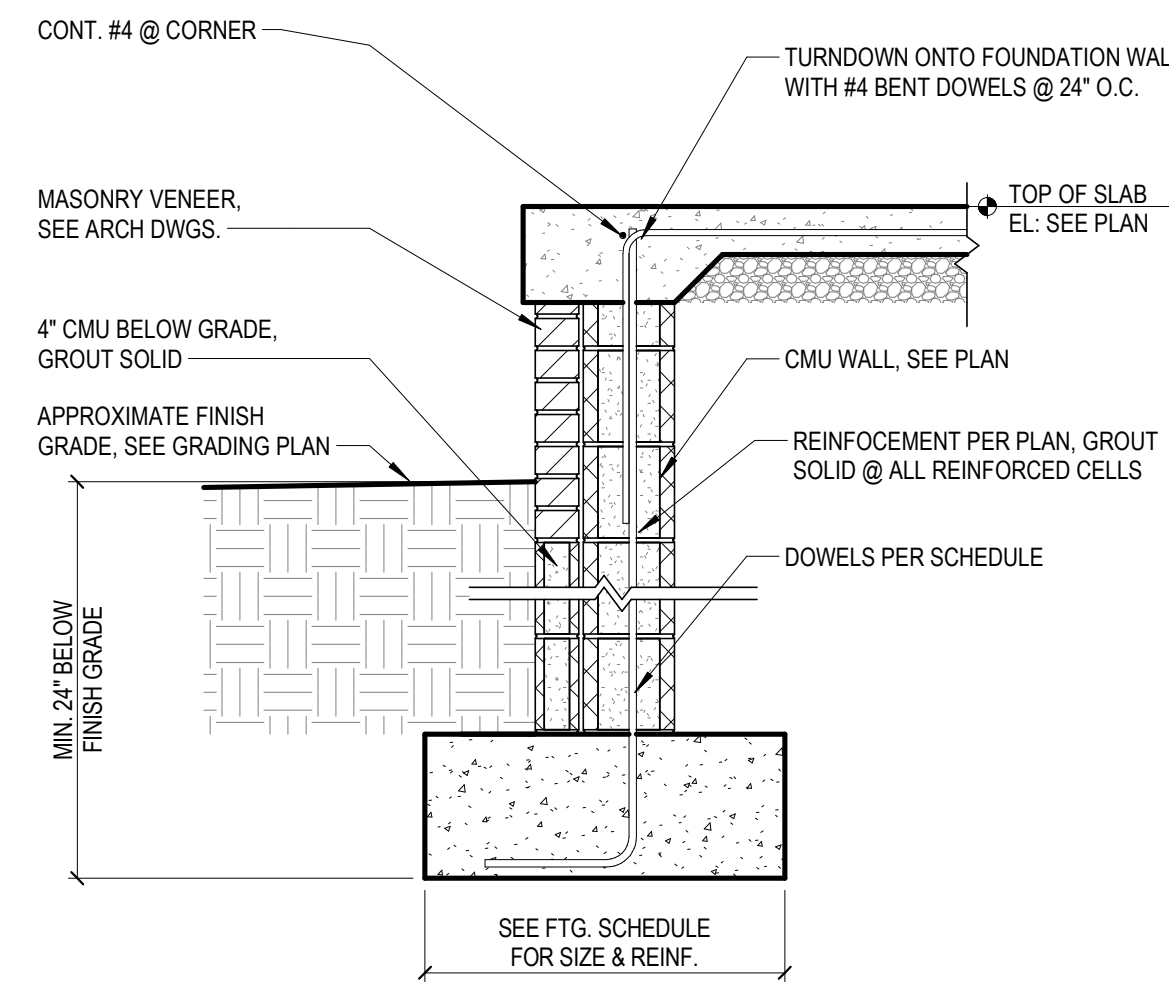 CONT. #4 @ CORNER
TURNDOWN ONTO FOUNDATION WAL
WITH #4 BENT DOWELS @ 24" O.C.
MASONRY VENEER,
SEE ARCH DWGS.
TOP OF SLAB
EL: SEE PLAN
4" CMU BELOW GRADE,
GROUT SOLID
CMU WALL, SEE PLAN
APPROXIMATE FINISH
GRADE, SEE GRADING PLAN
REINFOCEMENT PER PLAN, GROUT
SOLID @ ALL REINFORCED CELLS
DOWELS PER SCHEDULE
MIN. 24" BELOW
FINISH GRADE
SEE FTG. SCHEDULE
FOR SIZE & REINF.